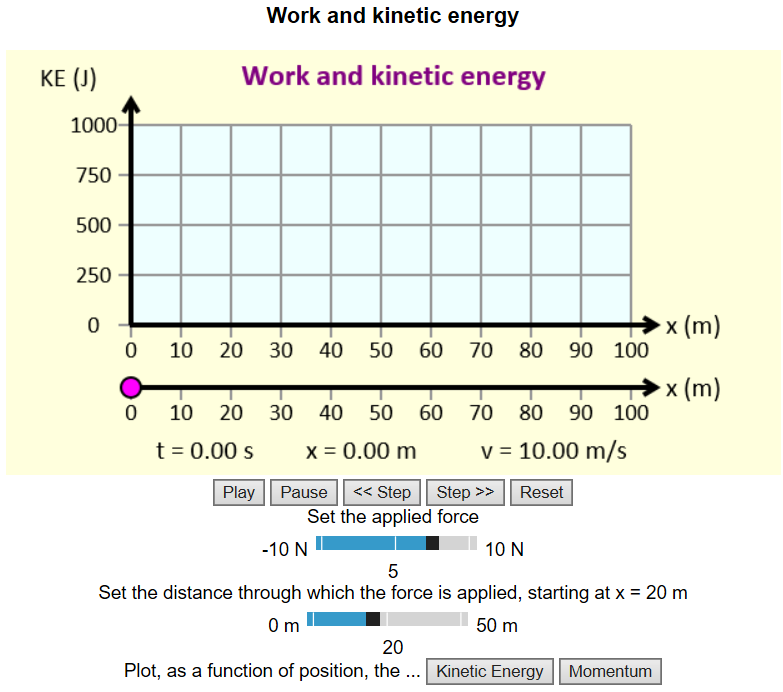 Work and kinetic energy
KE (J)
Work and kinetic energy
1000
750
500
250
0
x (m)
0 10 20 30 40 50 60 70 80 90 100
x (m)
0 10 20 30 40 50 60 70 80 90 100
t = 0.00 s x = 0.00 m v = 10.00 m/s
Play Pause << Step Step >> Reset
Set the applied force
-10 N 10 N
5
Set the distance through which the force is applied, starting at x = 20 m
0 m 50 m
20
Plot, as a function of position, the ... Kinetic Energy Momentum